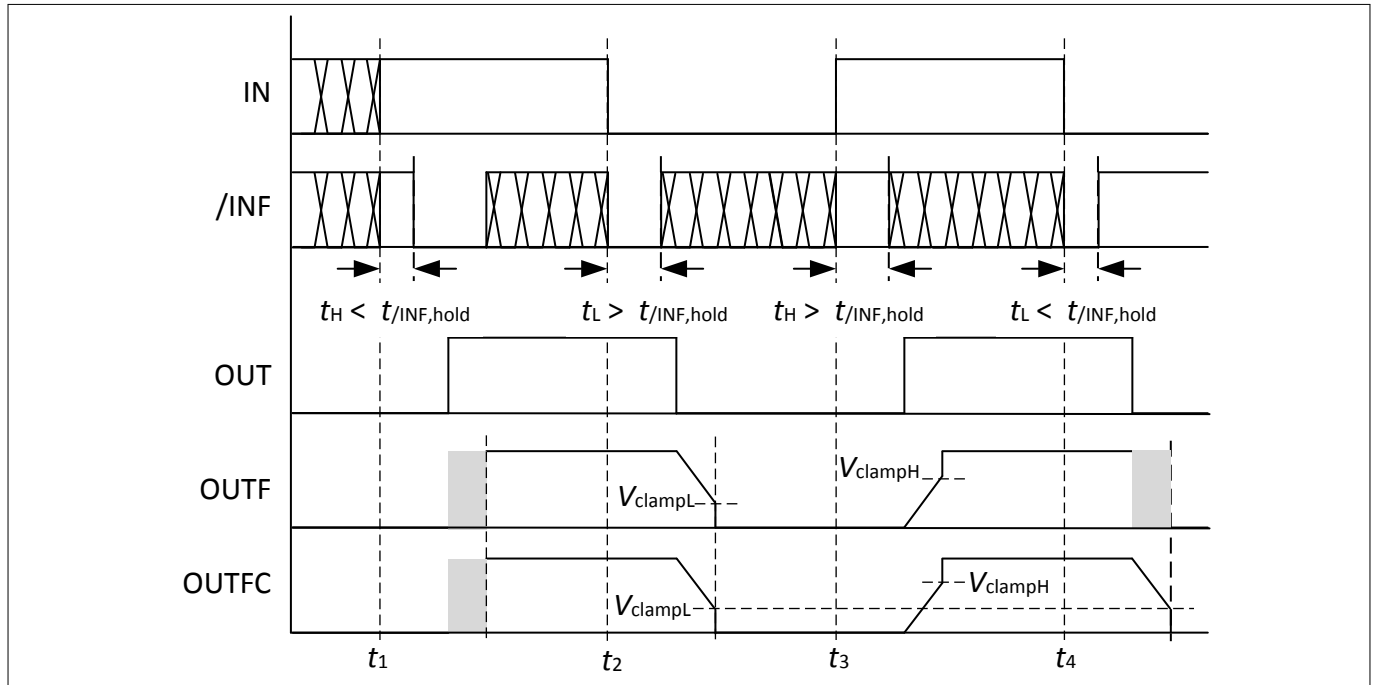 IN
/INF
tH < t/INF,hold
tL > t/INF,hold
tH > t/INF,hold
tL < t/INF,hold
OUT
OUTF
VclampL
VclampH
OUTFC
VclampL
VclampH
t1
t2
t3
t4